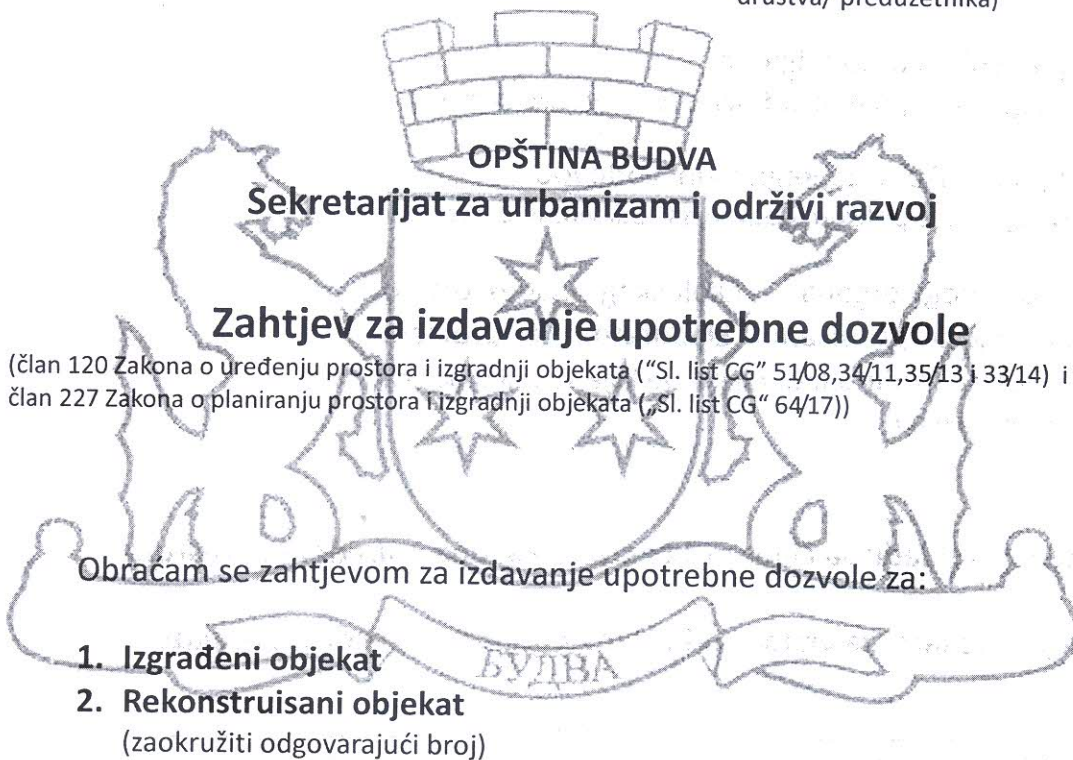 društva/ preduzetnika)
OPŠTINA BUDVA
Sekretarijat za urbanizam i održivi razvoj
Zahtjev za izdavanje upotrebne dozvole
(član 120 Zakona o uređenju prostora i izgradnji objekata ("Sl. list CG" 51/08,34/11,35/13 i 33/14) i
član 227 Zakona o planiranju prostora i izgradnji objekata („Sl. list CG“ 64/17))
Obraćam se zahtjevom za izdavanje upotrebne dozvole za:
БУДВА
1. Izgrađeni objekat
2. Rekonstruisani objekat
(zaokružiti odgovarajući broj)